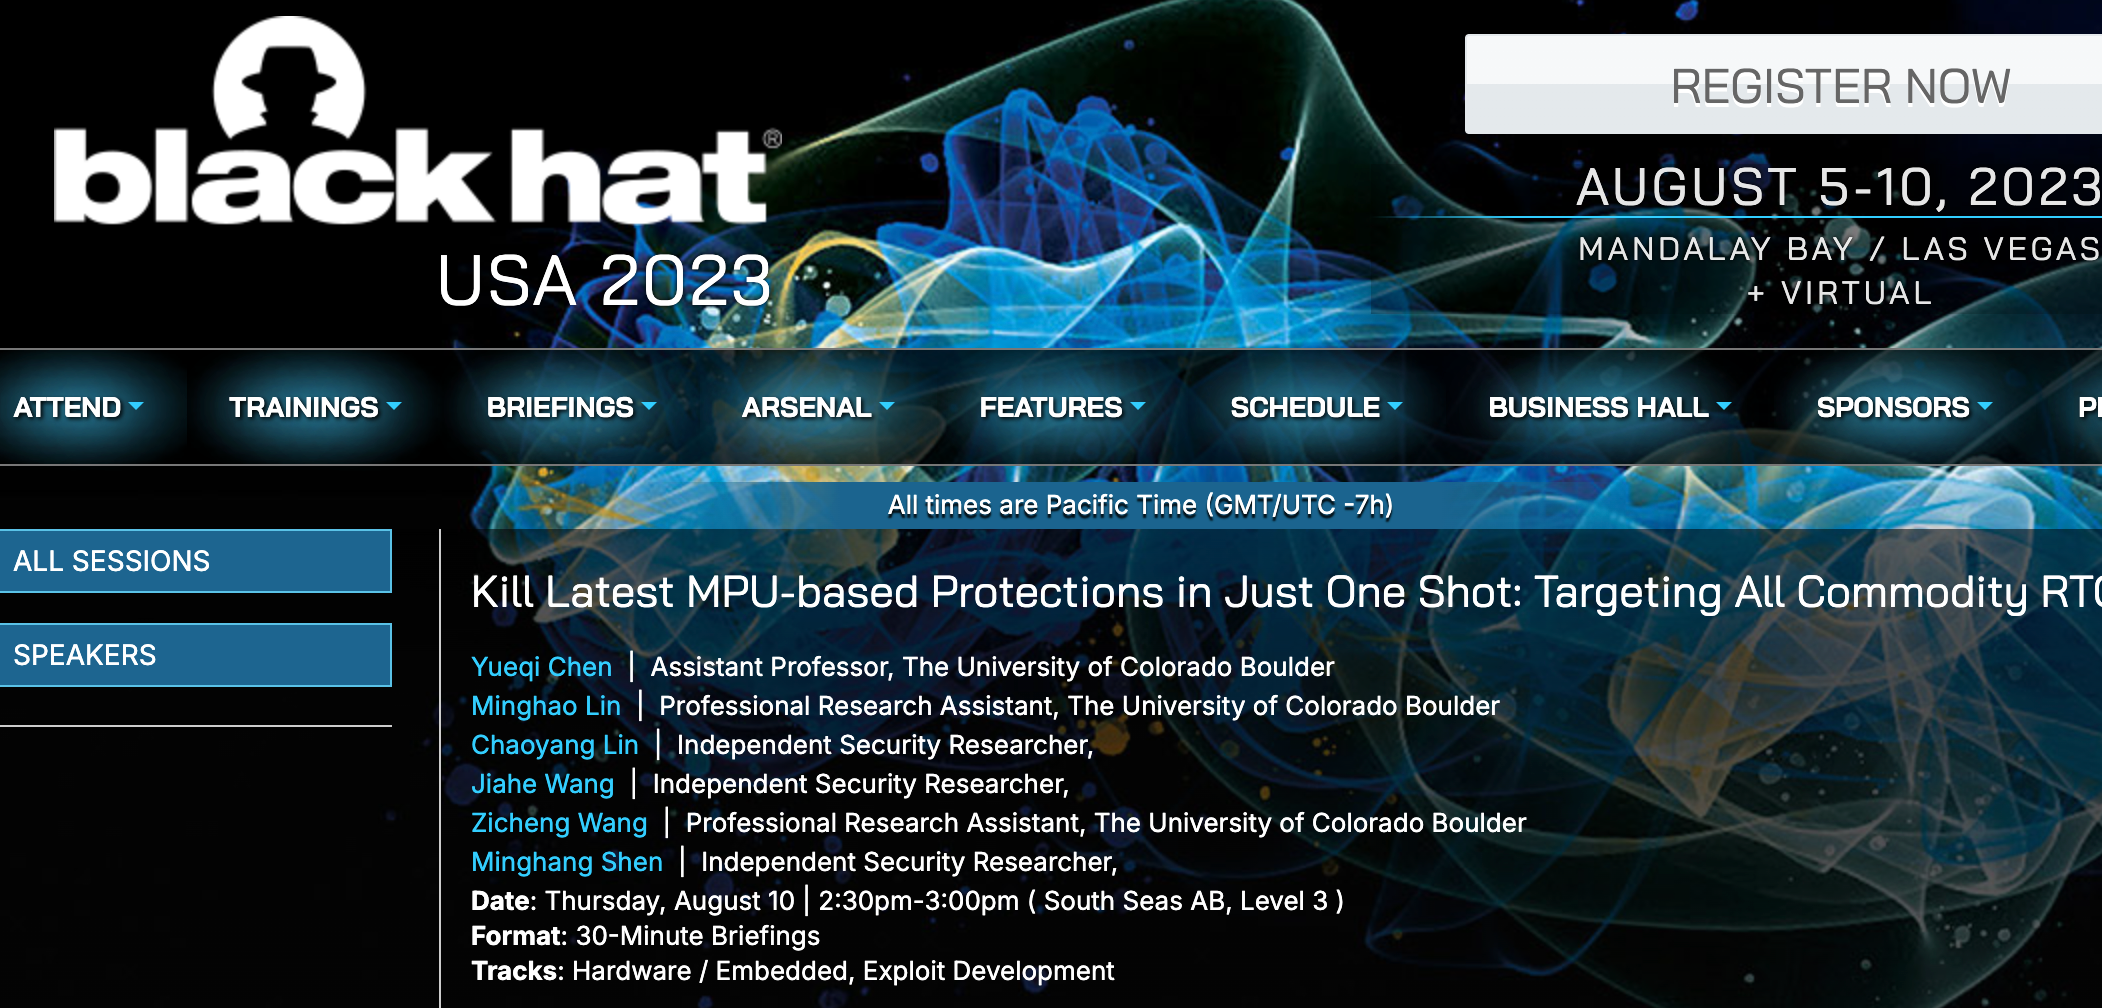 blackhat®
USA 2023
REGISTER NOW
AUGUST 5-10, 2023
MANDALAY BAY / LAS VEGAS
+ VIRTUAL
ATTEND TRAININGS BRIEFINGS ARSENAL FEATURES SCHEDULE BUSINESS HALL SPONSORS
All times are Pacific Time (GMT/UTC -7h)
ALL SESSIONS
SPEAKERS
Kill Latest MPU-based Protections in Just One Shot: Targeting All Commodity
Yueqi Chen | Assistant Professor, The University of Colorado Boulder
Minghao Lin | Professional Research Assistant, The University of Colorado Boulder
Chaoyang Lin | Independent Security Researcher,
Jiahe Wang | Independent Security Researcher,
Zicheng Wang | Professional Research Assistant, The University of Colorado Boulder
Minghang Shen | Independent Security Researcher,
Date: Thursday, August 10 | 2:30pm-3:00pm ( South Seas AB, Level 3 )
Format: 30-Minute Briefings
Tracks: Hardware / Embedded, Exploit Development